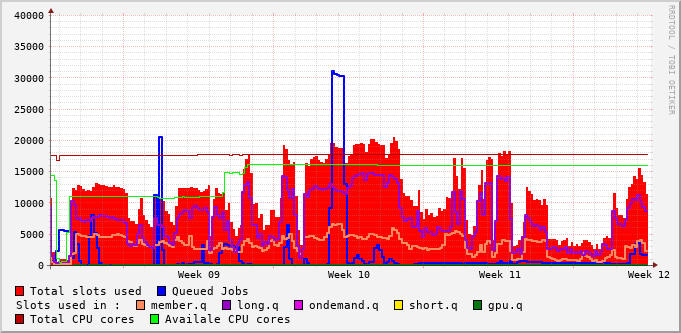 40000
35000
30000
25000
20000
15000
10000
5000
0
Week 09 Week 10 Week 11 Week 12
Total slots used Queued Jobs
Slots used in : member.q long.q ondemand.q short.q gpu.q
Total CPU cores Availale CPU cores
RRDTOOL / TOBI OETIKER